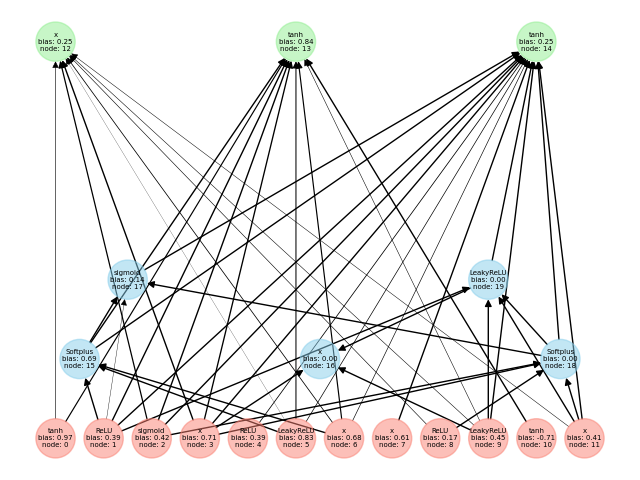 x
bias: 0.25
node: 12
tanh
bias: 0.84
node: 13
tanh
bias: 0.25
node: 14
sigmoid
bias: 0.14
node: 17
LeakyReLU
bias: 0.00
node: 19
Softplus
bias: 0.69
node: 15
x
bias: 0.00
node: 16
Softplus
bias: 0.00
node: 18
tanh
bias: 0.97
node: 0
ReLU
bias: 0.39
node: 1
sigmoid
bias: 0.42
node: 2
x
bias: 0.71
node: 3
ReLU
bias: 0.39
node: 4
LeakyReLU
bias: 0.83
node: 5
x
bias: 0.68
node: 6
x
bias: 0.61
node: 7
ReLU
bias: 0.17
node: 8
LeakyReLU
bias: 0.45
node: 9
tanh
bias: -0.71
node: 10
x
bias: 0.41
node: 11